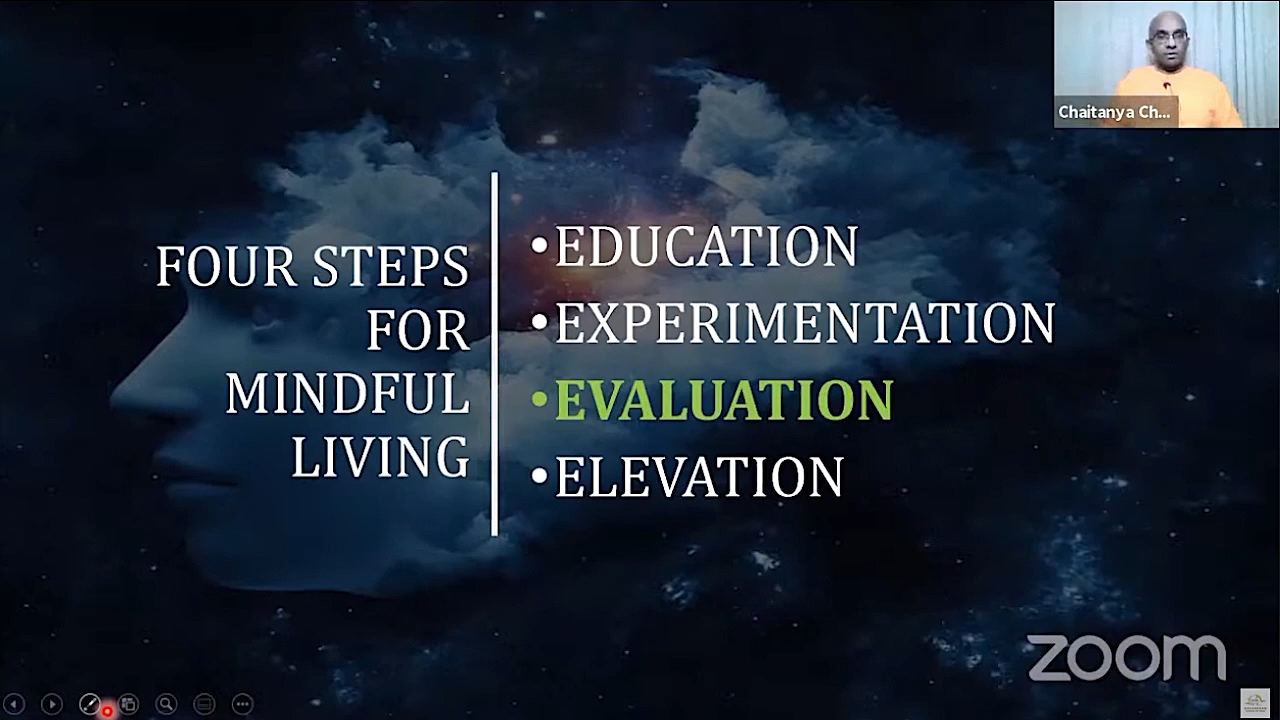 Chaitanya Ch...
FOUR STEPS
FOR
MINDFUL
LIVING
•EDUCATION
•EXPERIMENTATION
•EVALUATION
•ELEVATION
zoom